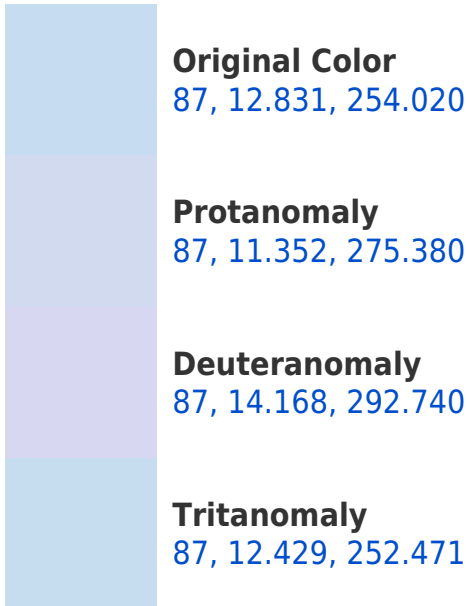 Original Color
87, 12.831, 254.020
Protanomaly
87, 11.352, 275.380
Deuteranomaly
87, 14.168, 292.740
Tritanomaly
87, 12.429, 252.471